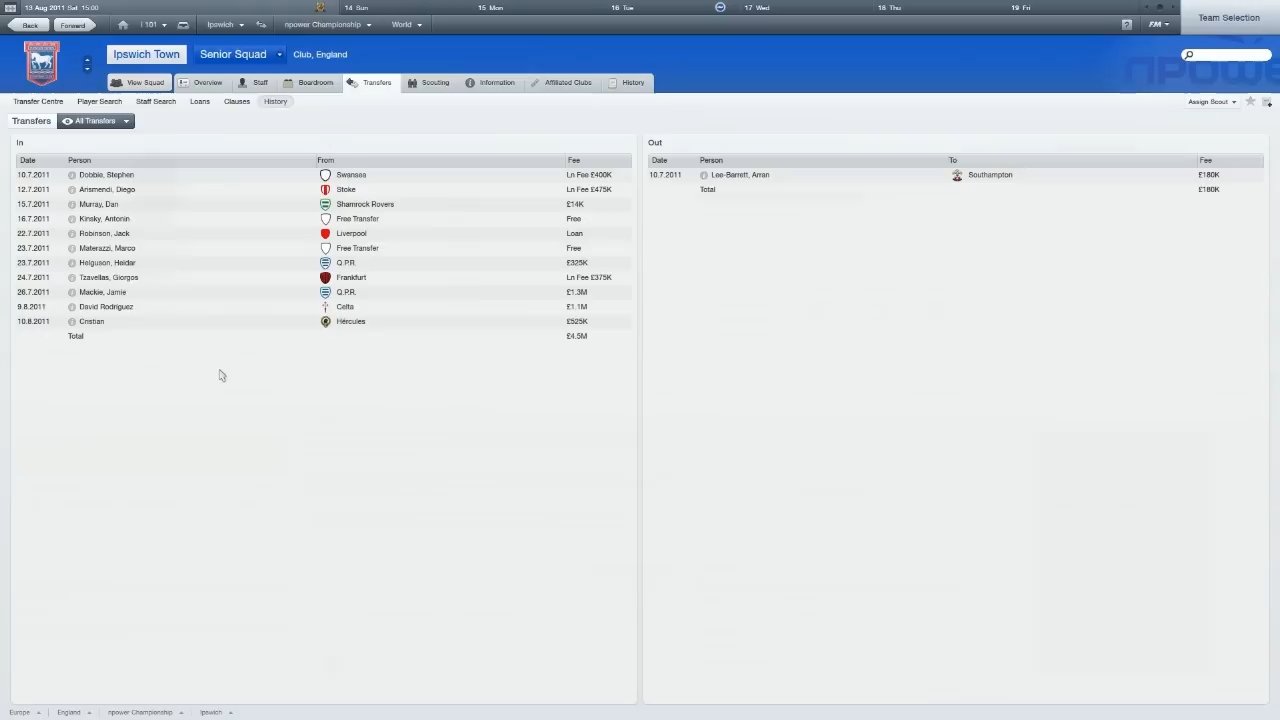 13 Aug 2011 Sat 15:00 14 Sun 15 Mon 16 Tue 17 Wed 18 Thu 19 Fri
Back Forward 101 Ipswich npower Championship World ? FM Team Selection
Ipswich Town Senior Squad Club, England
View Squad Overview Staff Boardroom Transfers Scouting Information Affiliated Clubs History
Transfer Centre Player Search Staff Search Loans Clauses History Assign Scout
Transfers All Transfers
In
Date Person From Fee
10.7.2011 Dobbie, Stephen Swansea Ln Fee £400K
12.7.2011 Arismendi, Diego Stoke Ln Fee £475K
15.7.2011 Murray, Dan Shamrock Rovers £14K
16.7.2011 Kinsky, Antonin Free Transfer Free
22.7.2011 Robinson, Jack Liverpool Loan
23.7.2011 Materazzi, Marco Free Transfer Free
23.7.2011 Helguson, Heidar Q.P.R. £325K
24.7.2011 Tzavellas, Giorgos Frankfurt Ln Fee £375K
26.7.2011 Mackie, Jamie Q.P.R. £1.3M
9.8.2011 David Rodríguez Celta £1.1M
10.8.2011 Cristian Hércules £525K
Total £4.5M
Out
Date Person To Fee
10.7.2011 Lee-Barrett, Arran Southampton £180K
Total £180K
Europe England npower Championship Ipswich